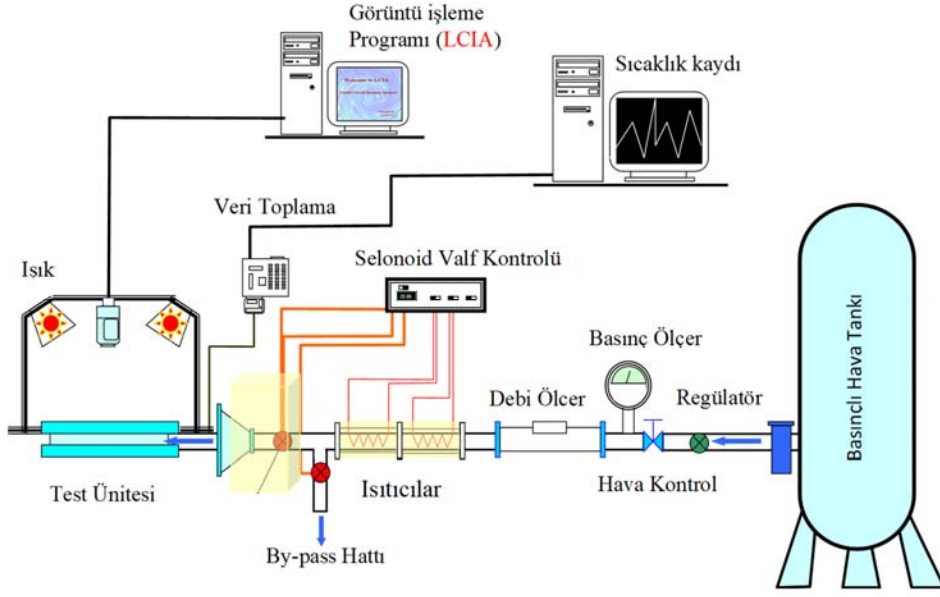 Görüntü işleme
Programı (LCIA)
Sıcaklık kaydı
Veri Toplama
Işık
Selonoid Valf Kontrolü
Basınç Ölçer
Debi Ölçer
Regülatör
Basınçlı Hava Tankı
Test Ünitesi
Isıtıcılar
Hava Kontrol
By-pass Hattı